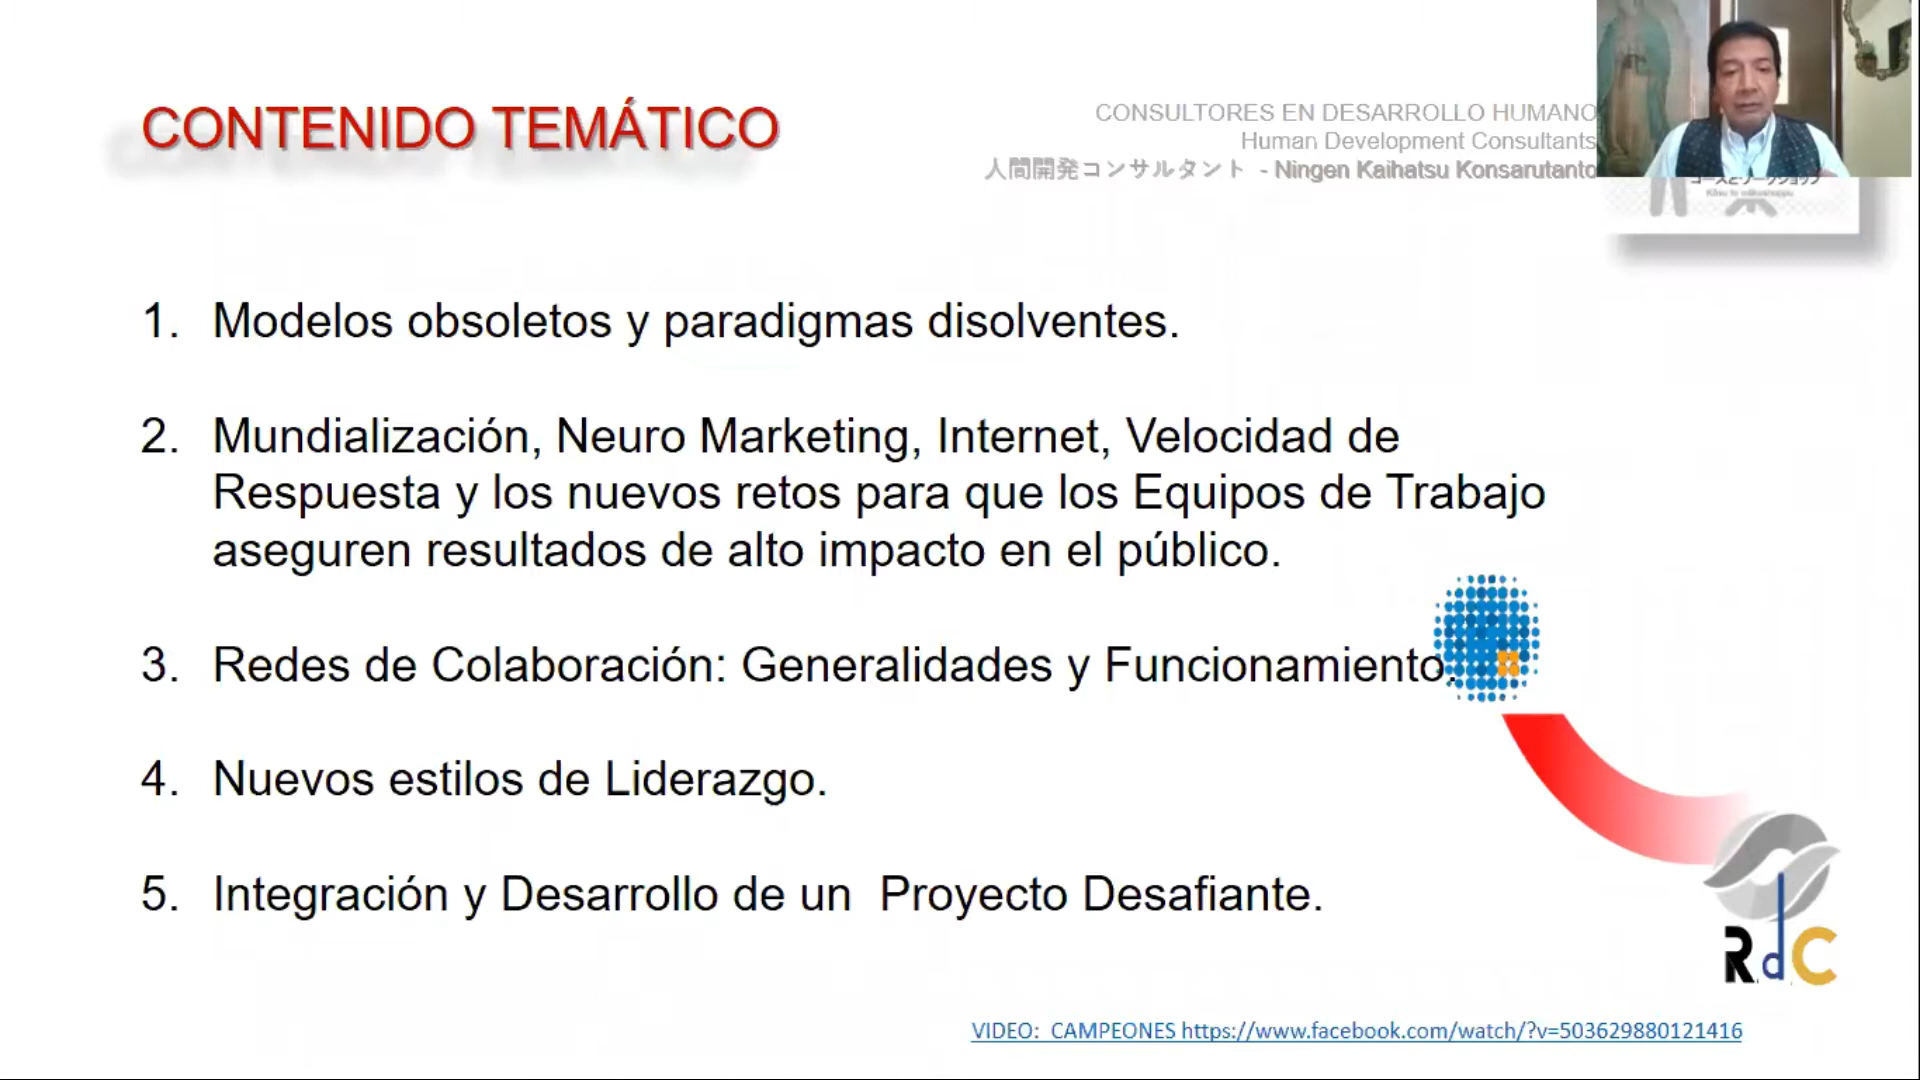 CONTENIDO TEMÁTICO
CONSULTORES EN DESARROLLO HUMANO
Human Development Consultants
人間開発コンサルタント - Ningen Kaihatsu Konsarutanto
1. Modelos obsoletos y paradigmas disolventes.
2. Mundialización, Neuro Marketing, Internet, Velocidad de
Respuesta y los nuevos retos para que los Equipos de Trabajo
aseguren resultados de alto impacto en el público.
3. Redes de Colaboración: Generalidades y Funcionamiento.
4. Nuevos estilos de Liderazgo.
5. Integración y Desarrollo de un  Proyecto Desafiante.
RdC
VIDEO:  CAMPEONES https://www.facebook.com/watch/?v=503629880121416